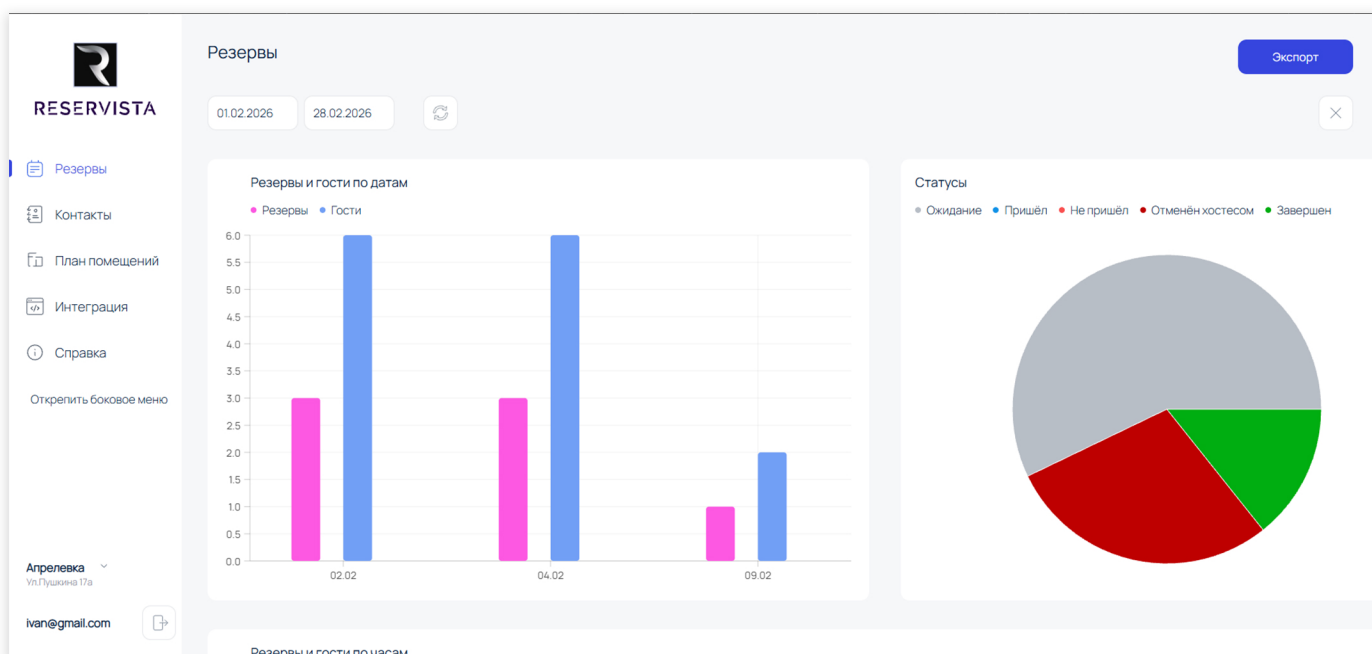 RESERVISTA
Резервы
Контакты
План помещений
Интеграция
Справка
Открепить боковое меню
Апрелевка
Ул.Пушкина 17а
ivan@gmail.com
Резервы
Экспорт
01.02.2026
28.02.2026
Резервы и гости по датам
Резервы
Гости
6.0
5.5
5.0
4.5
4.0
3.5
3.0
2.5
2.0
1.5
1.0
0.5
0.0
02.02
04.02
09.02
Статусы
Ожидание
Пришёл
Не пришёл
Отменён хостесом
Завершен
Резервы и гости по часам